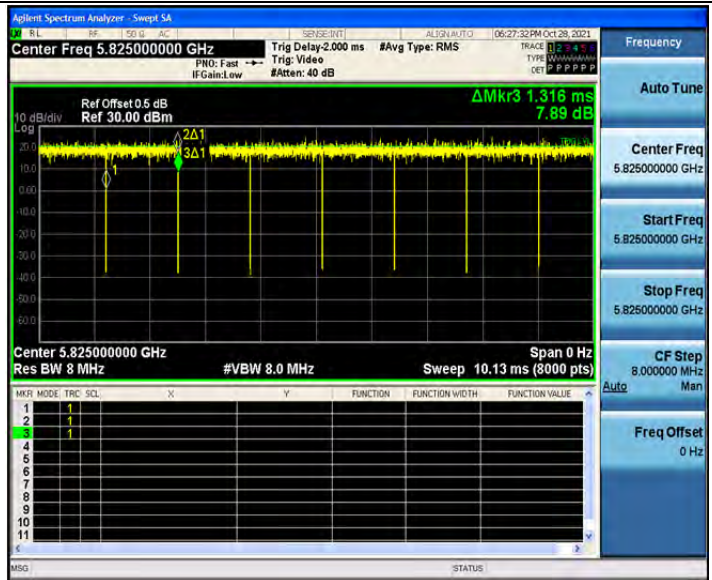 Agilent Spectrum Analyzer - Swept SA
RL RF 50 Ω AC SENSE:INT ALIGN AUTO 06:27:32 PM Oct 28, 2021
Center Freq 5.825000000 GHz
PNO: Fast
IFGain:Low
Trig Delay-2.000 ms
Trig: Video
#Atten: 40 dB
#Avg Type: RMS
TRACE 1 2 3 4 5 6
TYPE W
DET P P P P P P
Frequency
Auto Tune
Ref Offset 0.5 dB
10 dB/div Ref 30.00 dBm
Log
ΔMkr3 1.316 ms
7.89 dB
2Δ1
3Δ1
1
20.0
10.0
0.00
-10.0
-20.0
-30.0
-40.0
-50.0
-60.0
Center Freq
5.825000000 GHz
Start Freq
5.825000000 GHz
Stop Freq
5.825000000 GHz
CF Step
8.000000 MHz
Auto Man
Freq Offset
0 Hz
Center 5.825000000 GHz Span 0 Hz
Res BW 8 MHz #VBW 8.0 MHz Sweep 10.13 ms (8000 pts)
MKR MODE TRC SCL X Y FUNCTION FUNCTION WIDTH FUNCTION VALUE
1 1
2 1
3 1
4
5
6
7
8
9
10
11
MSG STATUS